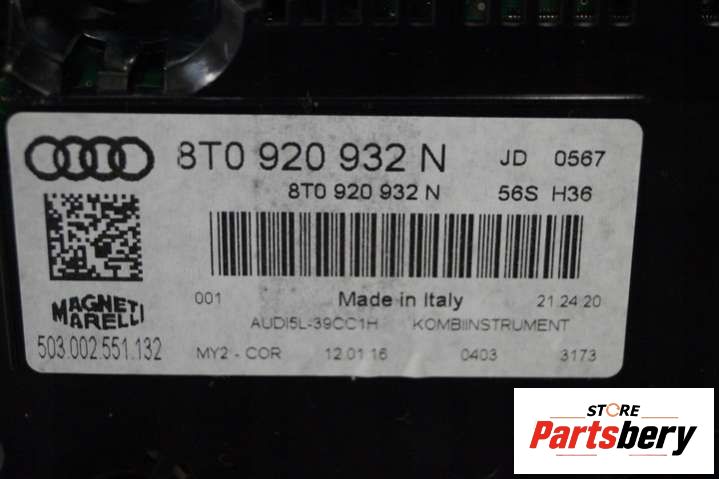 8T0 920 932 N JD 0567
8T0 920 932 N 56S H36
MAGNETI
MARELLI
001 Made in Italy 21.24.20
AUDI5L-39CC1H KOMBIINSTRUMENT
503.002.551.132
MY2 - COR 12.01.16 0403 3173
STORE
Partsbery